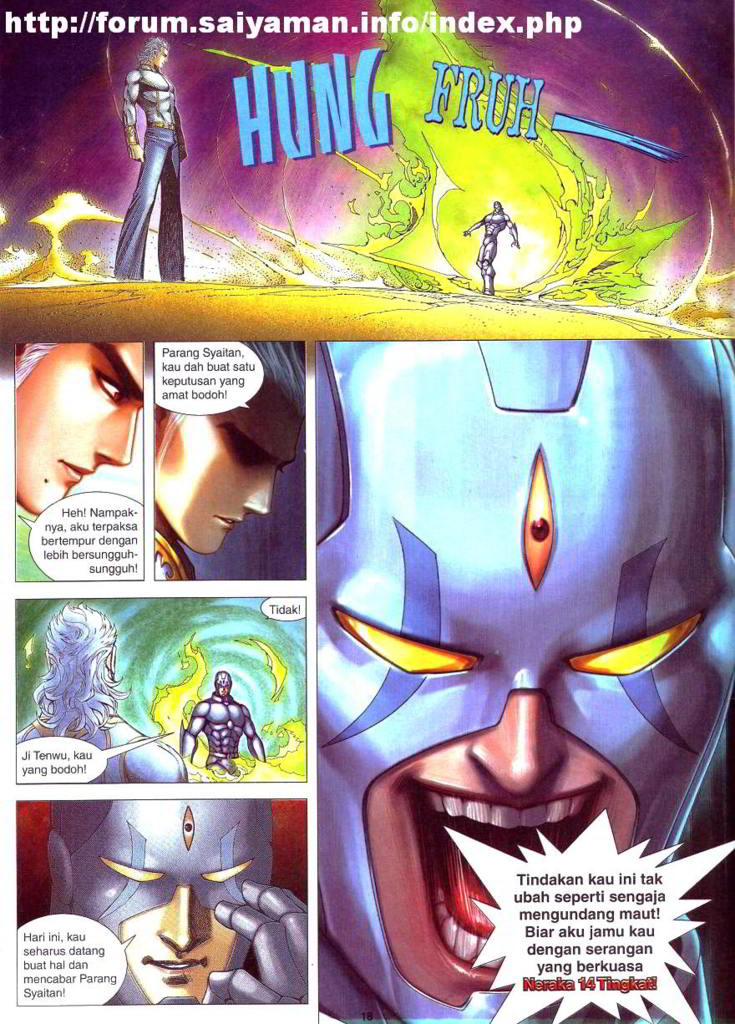 http://forum.saiyaman.info/index.php
HUNG FRUH
Heh! Nampak-
nya, aku terpaksa
bertempur dengan
lebih bersungguh-
sungguh!
Parang Syaitan,
kau dah buat satu
keputusan yang
amat bodoh!
Tidak!
Ji Tenwu, kau
yang bodoh!
Hari ini, kau
seharus datang
buat hal dan
mencabar Parang
Syaitan!
Tindakan kau ini tak
ubah seperti sengaja
mengundang maut!
Biar aku jamu kau
dengan serangan
yang berkuasa
Neraka 14 Tingkat!
18